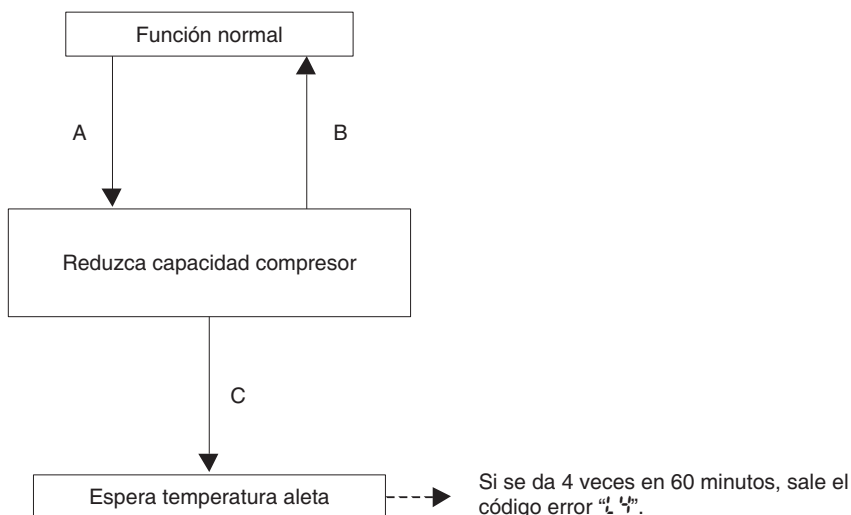 Función normal
A
B
Reduzca capacidad compresor
C
Espera temperatura aleta
Si se da 4 veces en 60 minutos, sale el
código error “L4”.